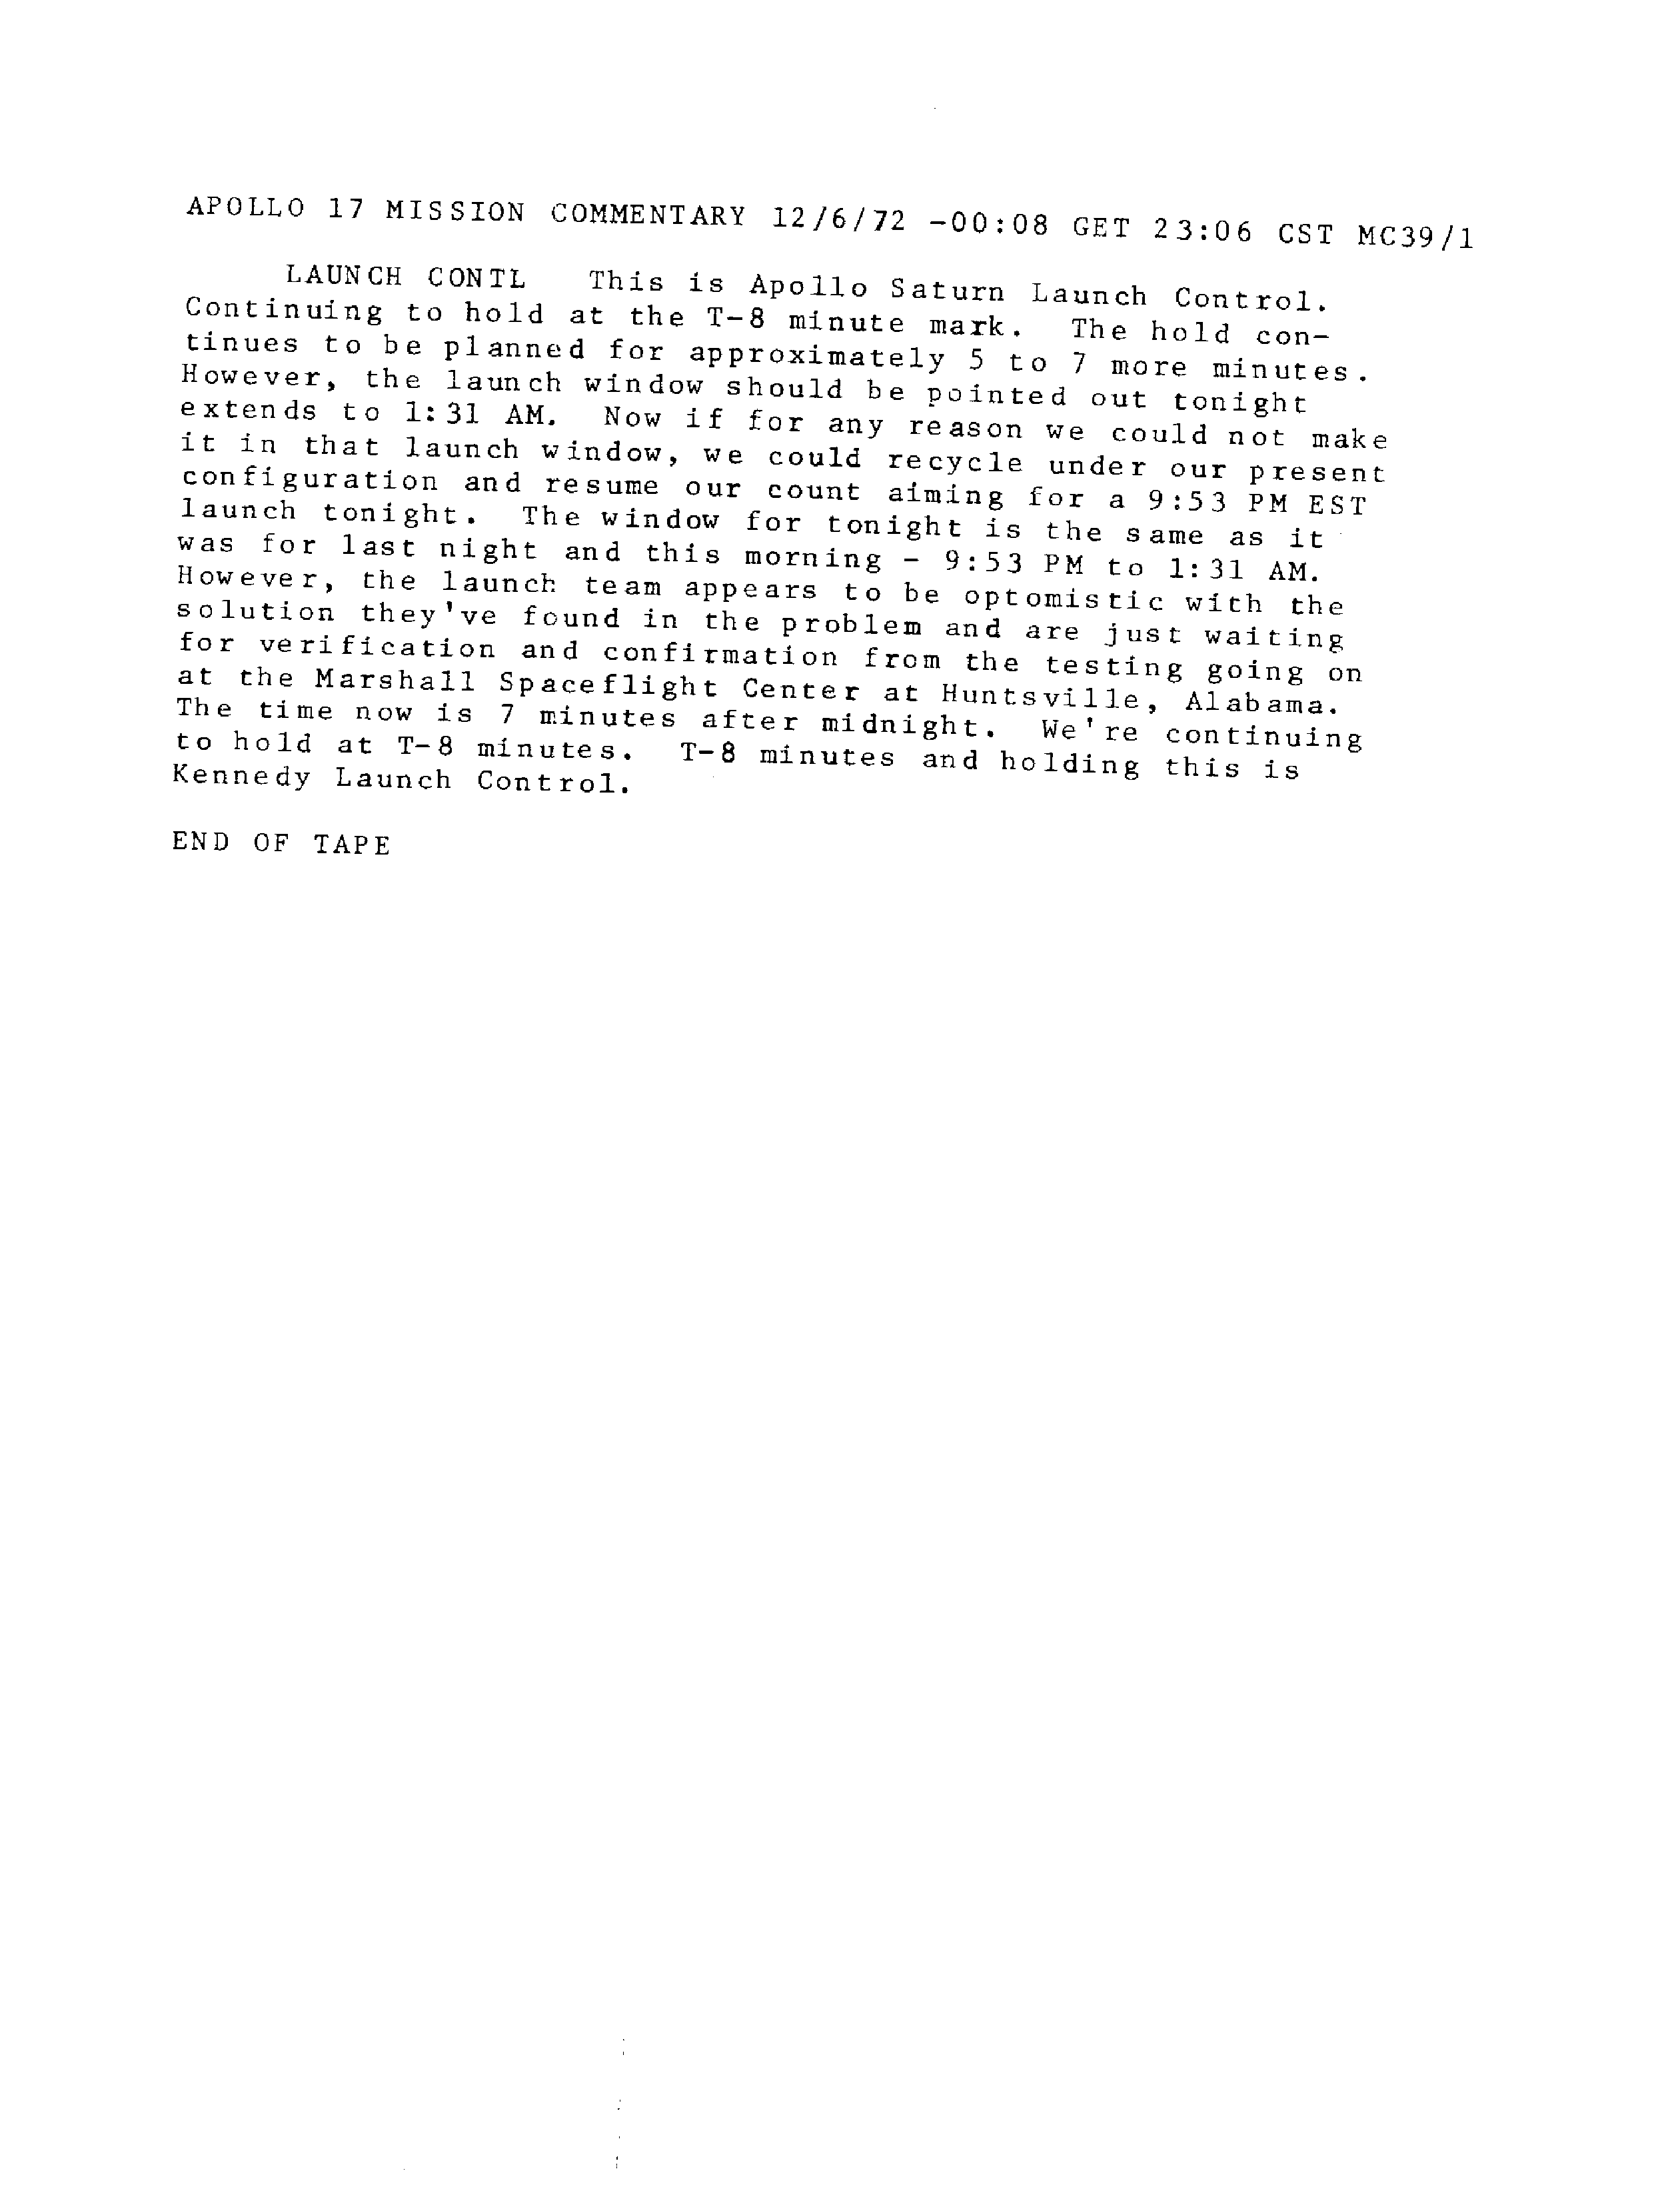 APOLLO 17 MISSION COMMENTARY 12/6/72 -00:08 GET 23:06 CST MC39/1
LAUNCH CONTL This is Apollo Saturn Launch Control.
Continuing to hold at the T-8 minute mark. The hold con-
tinues to be planned for approximately 5 to 7 more minutes.
However, the launch window should be pointed out tonight
extends to 1:31 AM. Now if for any reason we could not make
it in that launch window, we could recycle under our present
configuration and resume our count aiming for a 9:53 PM EST
launch tonight. The window for tonight is the same as it
was for last night and this morning - 9:53 PM to 1:31 AM.
However, the launch team appears to be optomistic with the
solution they've found in the problem and are just waiting
for verification and confirmation from the testing going on
at the Marshall Spaceflight Center at Huntsville, Alabama.
The time now is 7 minutes after midnight. We're continuing
to hold at T-8 minutes. T-8 minutes and holding this is
Kennedy Launch Control.
END OF TAPE